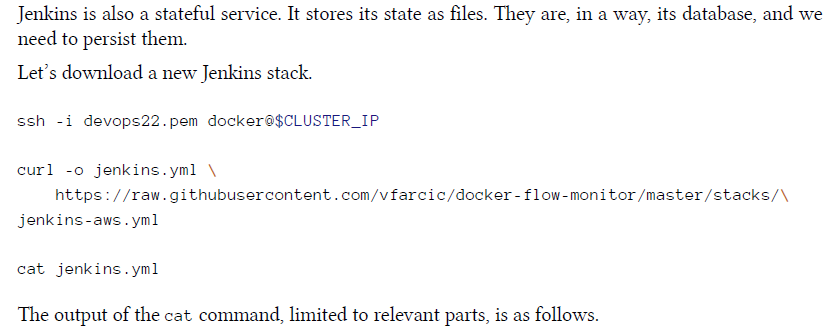 Jenkins is also a stateful service. It stores its state as files. They are, in a way, its database, and we
need to persist them.
Let’s download a new Jenkins stack.
ssh -i devops22.pem docker@$CLUSTER_IP
curl -o jenkins.yml \
https://raw.githubusercontent.com/vfarcic/docker-flow-monitor/master/stacks/\
jenkins-aws.yml
cat jenkins.yml
The output of the cat command, limited to relevant parts, is as follows.